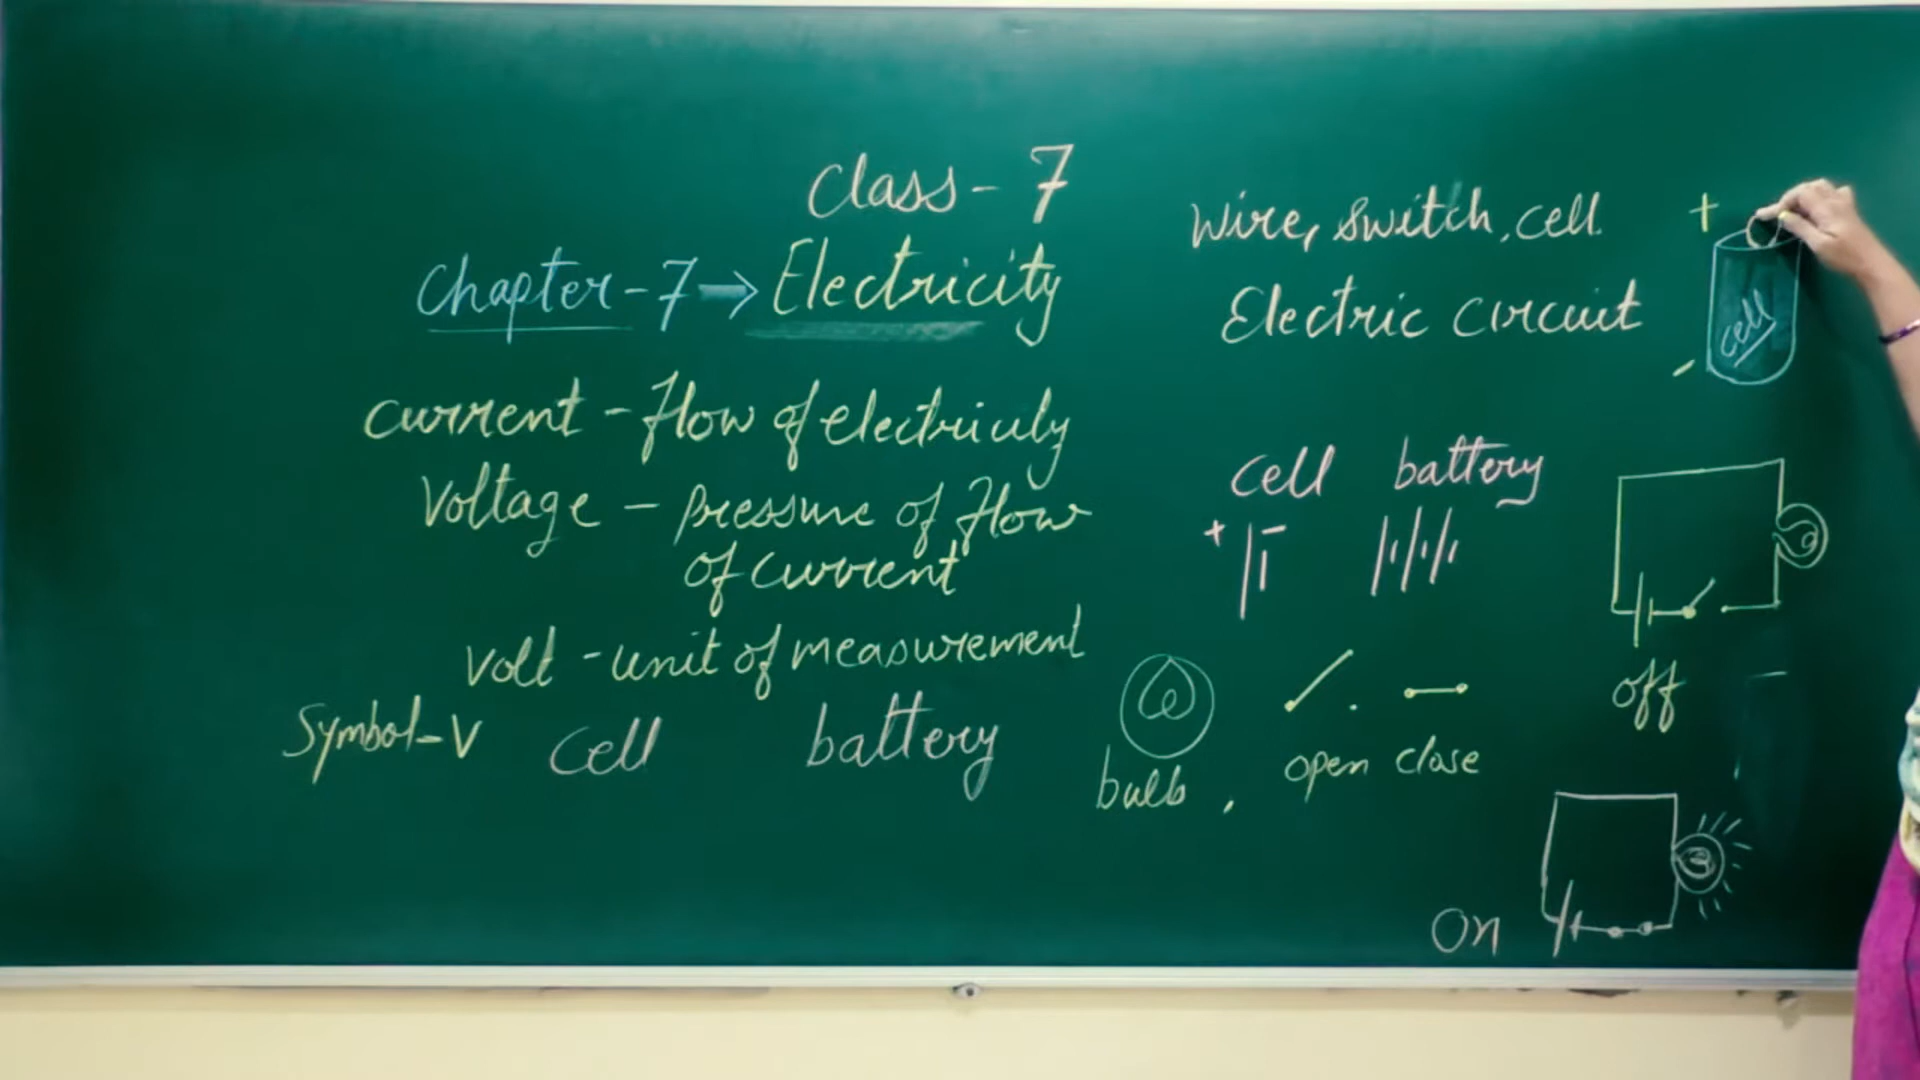 Class - 7
Chapter - 7 → Electricity
Current - Flow of electricity
Voltage - Pressure of Flow
of current
Volt - unit of measurement
Symbol - V
Cell
battery
Wire, switch, cell
Electric circuit
+
cell
-
cell battery
+ -
bulb,
open close
off
On